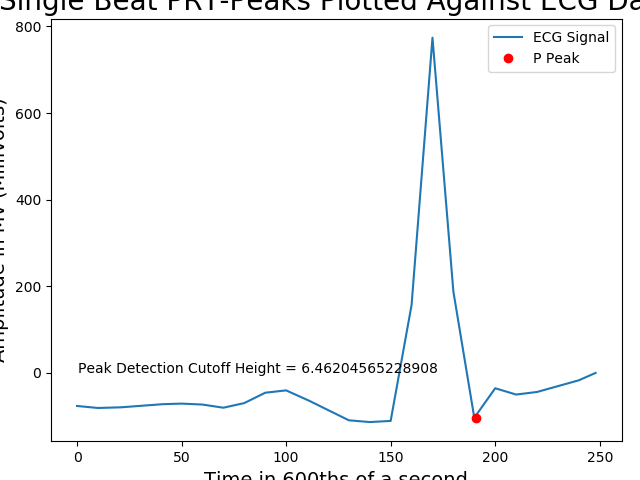 Single Beat PRT-Peaks Plotted Against ECG Da
800
600
400
200
0
Amplitude in MV (Millivolts)
ECG Signal
P Peak
Peak Detection Cutoff Height = 6.46204565228908
0
50
100
150
200
250
Time in 600ths of a second